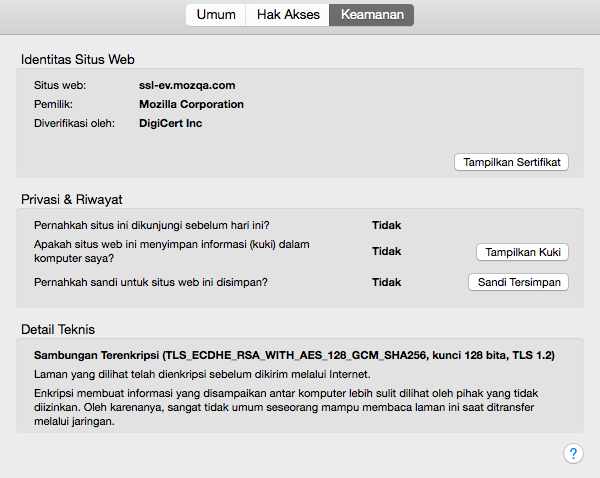 Umum Hak Akses Keamanan
Identitas Situs Web
Situs web: ssl-ev.mozqa.com
Pemilik: Mozilla Corporation
Diverifikasi oleh: DigiCert Inc
Tampilkan Sertifikat
Privasi & Riwayat
Pernahkah situs ini dikunjungi sebelum hari ini? Tidak
Apakah situs web ini menyimpan informasi (kuki) dalam
komputer saya? Tidak Tampilkan Kuki
Pernahkah sandi untuk situs web ini disimpan? Tidak Sandi Tersimpan
Detail Teknis
Sambungan Terenkripsi (TLS_ECDHE_RSA_WITH_AES_128_GCM_SHA256, kunci 128 bita, TLS 1.2)
Laman yang dilihat telah dienkripsi sebelum dikirim melalui Internet.
Enkripsi membuat informasi yang disampaikan antar komputer lebih sulit dilihat oleh pihak yang tidak
diizinkan. Oleh karenanya, sangat tidak umum seseorang mampu membaca laman ini saat ditransfer
melalui jaringan.
?